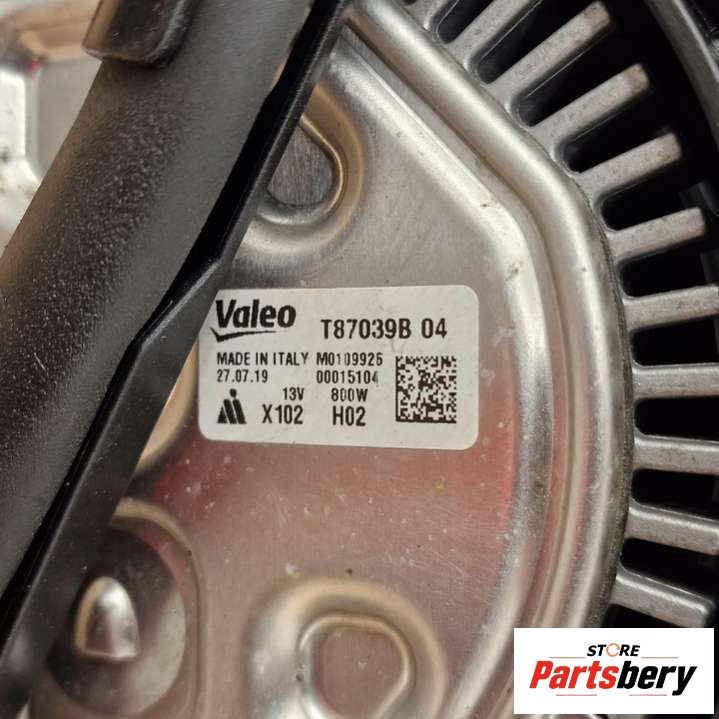 Valeo T87039B 04
MADE IN ITALY M0109926
27.07.19 00015104
13V 800W
X102 H02
STORE
Partsbery